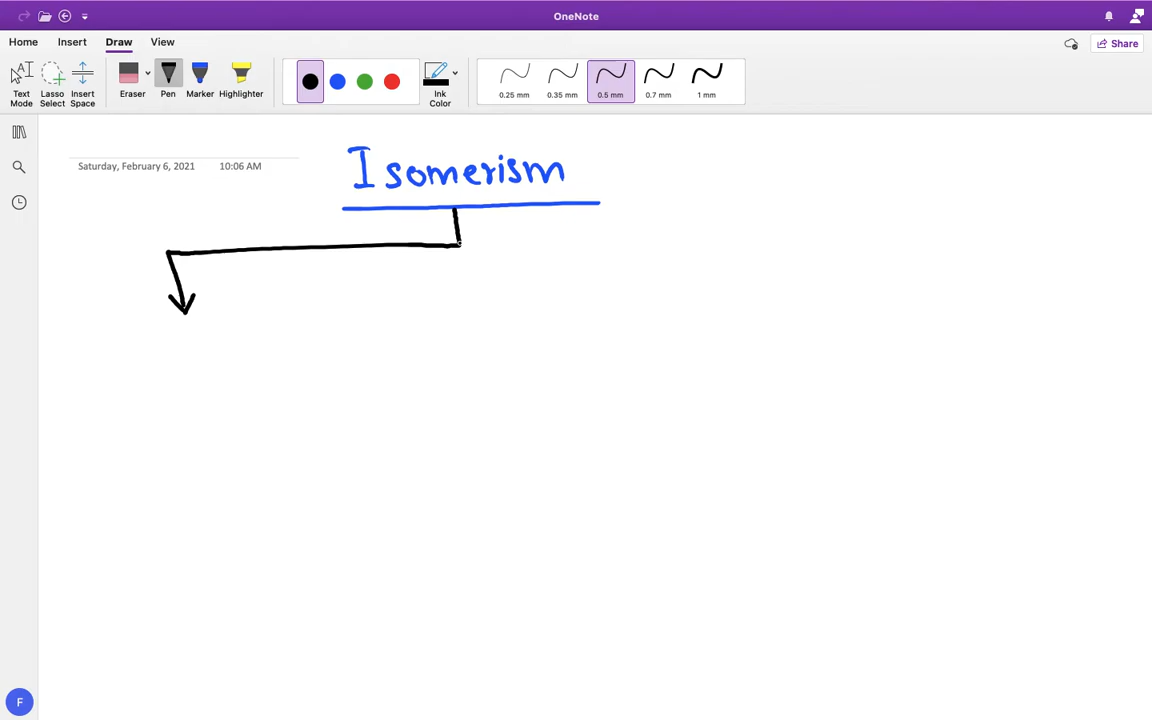 OneNote
Home Insert Draw View
Share
Text Mode
Lasso Select
Insert Space
Eraser
Pen
Marker
Highlighter
Ink Color
0.25 mm
0.35 mm
0.5 mm
0.7 mm
1 mm
Saturday, February 6, 2021 10:06 AM
Isomerism
F